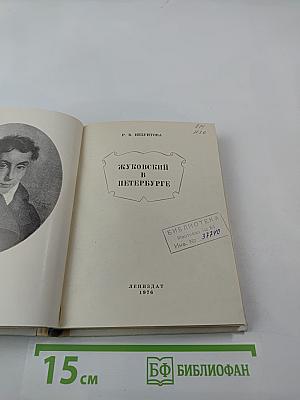 Р. В. ИЕЗУИТОВА
ЖУКОВСКИЙ
В
ПЕТЕРБУРГЕ
БИБЛИОТЕКА
Инв. №
ЛЕНИЗДАТ
1976
15 см
БФ БИБЛИОФАН